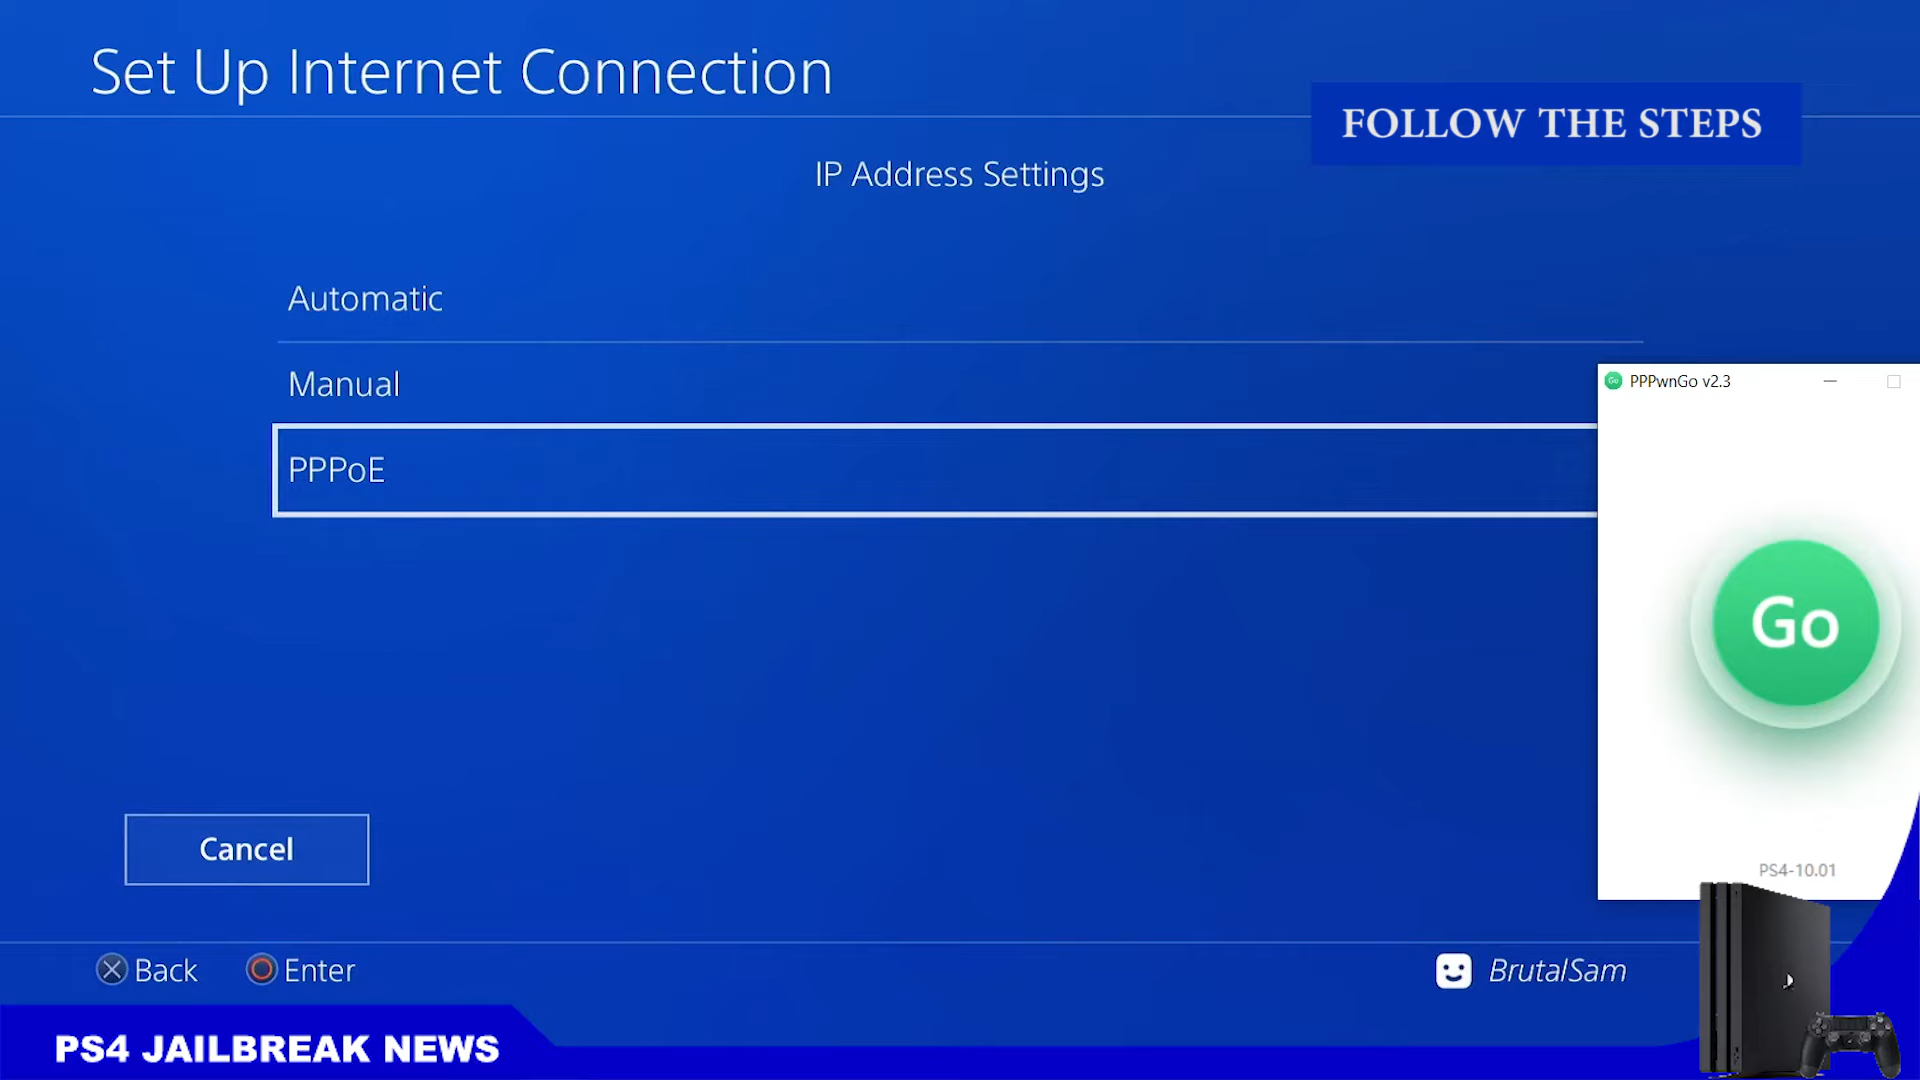 Set Up Internet Connection
FOLLOW THE STEPS
IP Address Settings
Automatic
Manual
PPPoE
Go PPPwnGo v2.3
Go
PS4-10.01
Cancel
Back Enter
BrutalSam
PS4 JAILBREAK NEWS